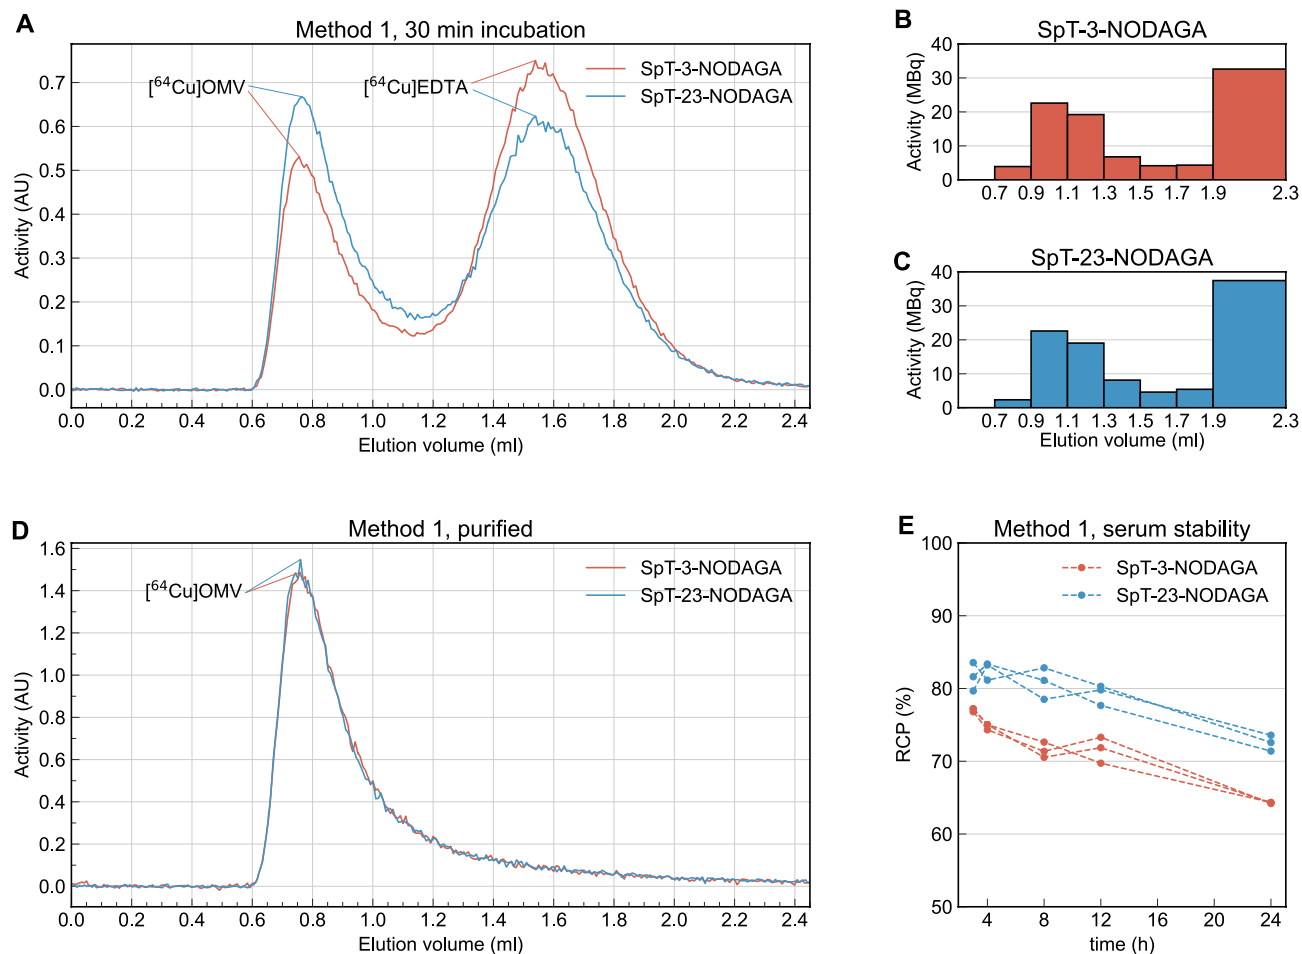 A
Method 1, 30 min incubation
[⁶⁴Cu]OMV
[⁶⁴Cu]EDTA
SpT-3-NODAGA
SpT-23-NODAGA
Activity (AU)
0.7
0.6
0.5
0.4
0.3
0.2
0.1
0.0
0.0 0.2 0.4 0.6 0.8 1.0 1.2 1.4 1.6 1.8 2.0 2.2 2.4
Elution volume (ml)
B
SpT-3-NODAGA
Activity (MBq)
40
30
20
10
0
0.7 0.9 1.1 1.3 1.5 1.7 1.9 2.3
C
SpT-23-NODAGA
Activity (MBq)
40
30
20
10
0
0.7 0.9 1.1 1.3 1.5 1.7 1.9 2.3
Elution volume (ml)
D
Method 1, purified
[⁶⁴Cu]OMV
SpT-3-NODAGA
SpT-23-NODAGA
Activity (AU)
1.6
1.4
1.2
1.0
0.8
0.6
0.4
0.2
0.0
0.0 0.2 0.4 0.6 0.8 1.0 1.2 1.4 1.6 1.8 2.0 2.2 2.4
Elution volume (ml)
E
Method 1, serum stability
SpT-3-NODAGA
SpT-23-NODAGA
RCP (%)
100
90
80
70
60
50
4 8 12 16 20 24
time (h)